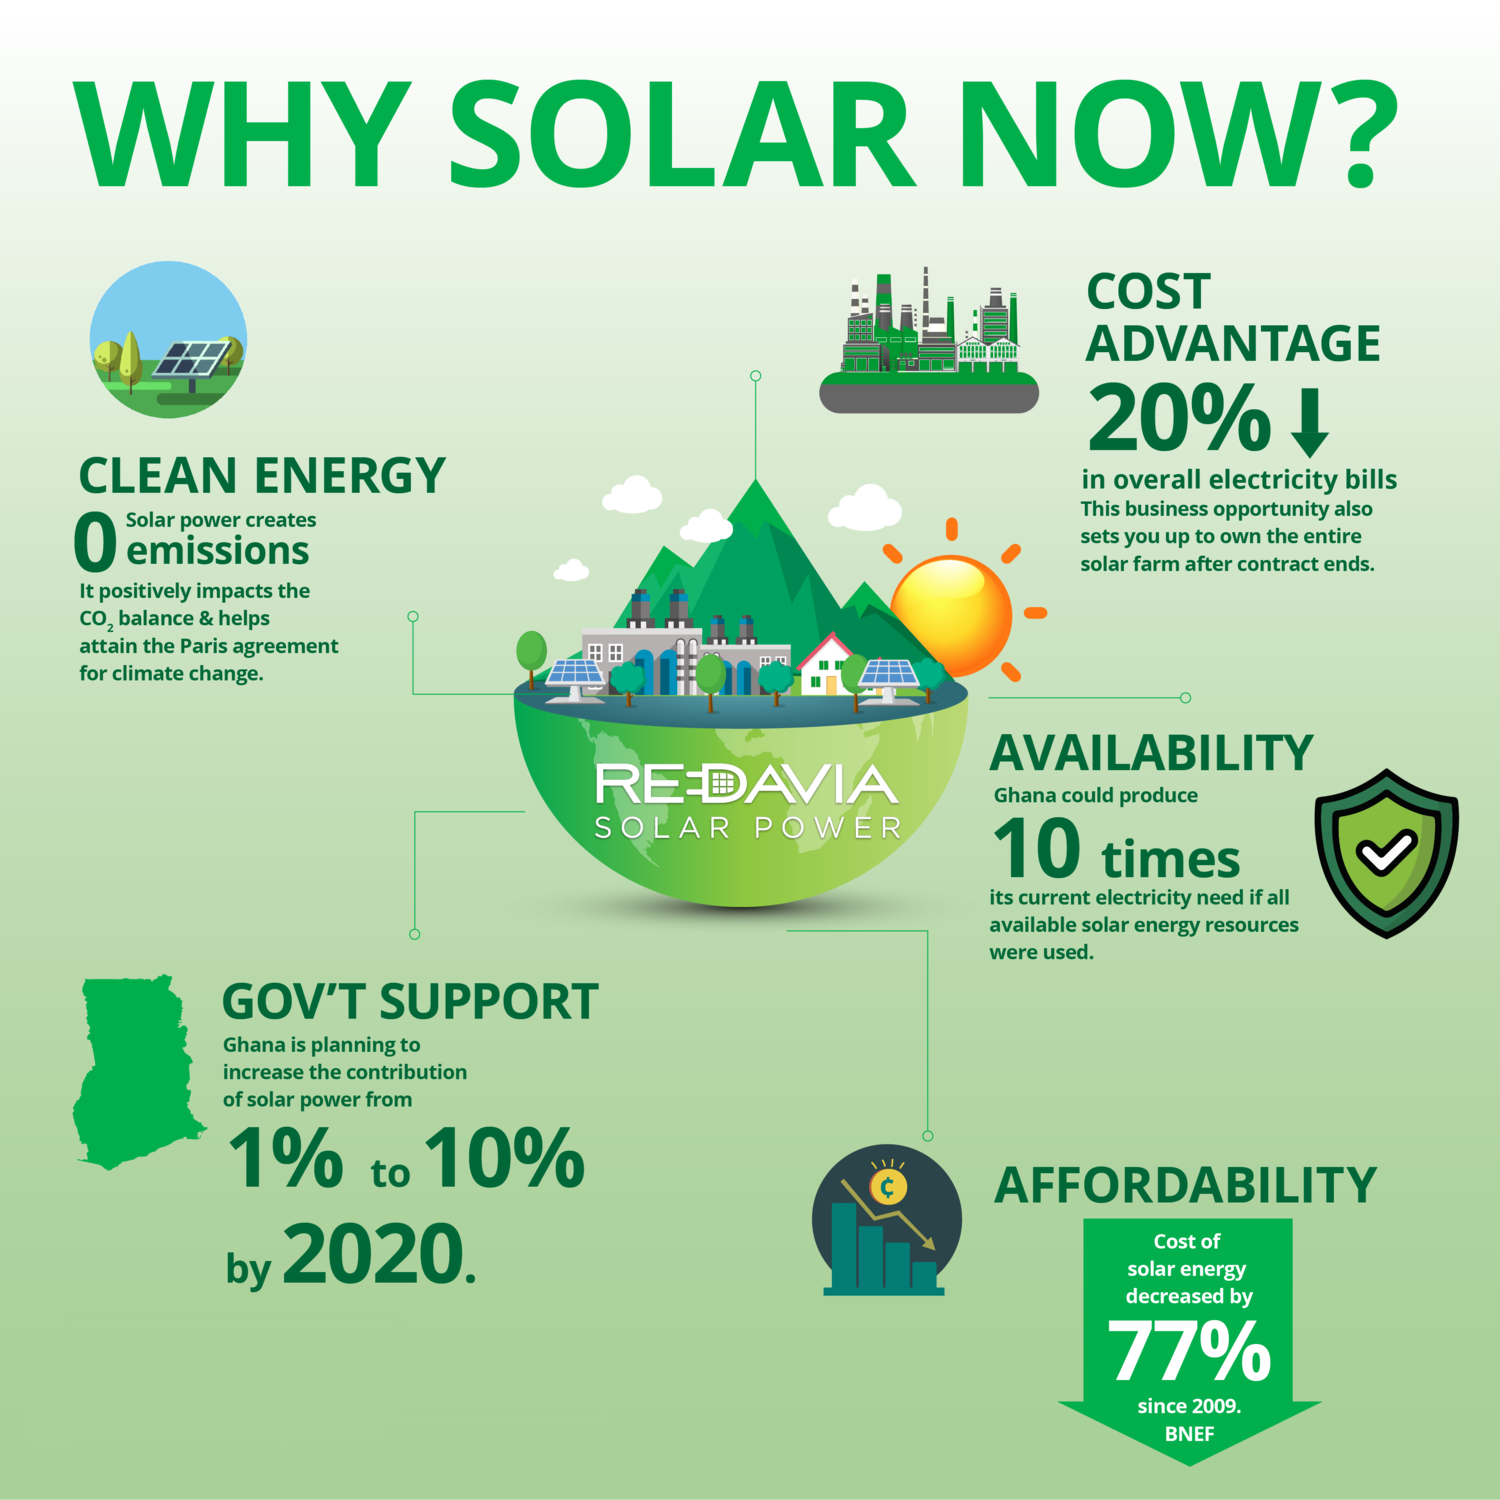 WHY SOLAR NOW?
CLEAN ENERGY
0 Solar power creates
emissions
It positively impacts the
CO₂ balance & helps
attain the Paris agreement
for climate change.
COST
ADVANTAGE
20%
in overall electricity bills
This business opportunity also
sets you up to own the entire
solar farm after contract ends.
REDAVIA
SOLAR POWER
AVAILABILITY
Ghana could produce
10 times
its current electricity need if all
available solar energy resources
were used.
GOV'T SUPPORT
Ghana is planning to
increase the contribution
of solar power from
1% to 10%
by 2020.
¢
AFFORDABILITY
Cost of
solar energy
decreased by
77%
since 2009.
BNEF